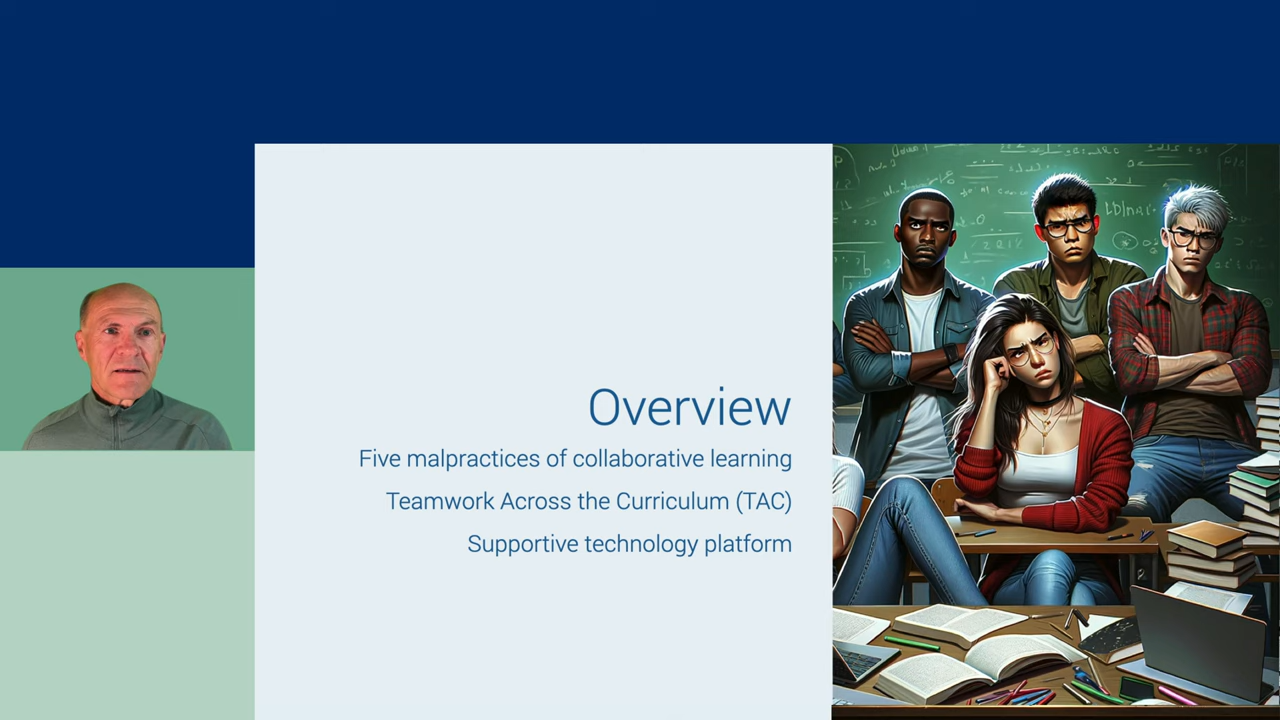 Overview
Five malpractices of collaborative learning
Teamwork Across the Curriculum (TAC)
Supportive technology platform